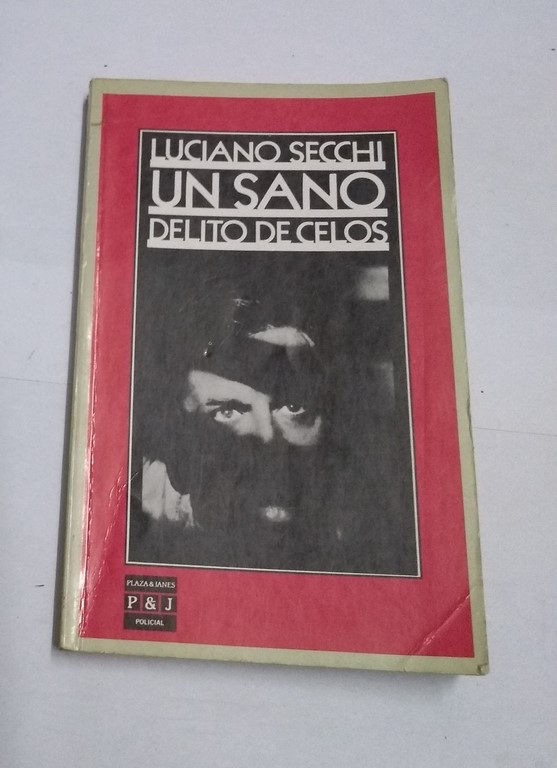 LUCIANO SECCHI
UN SANO
DELITO DE CELOS
PLAZA & JANES
P & J
POLICIAL